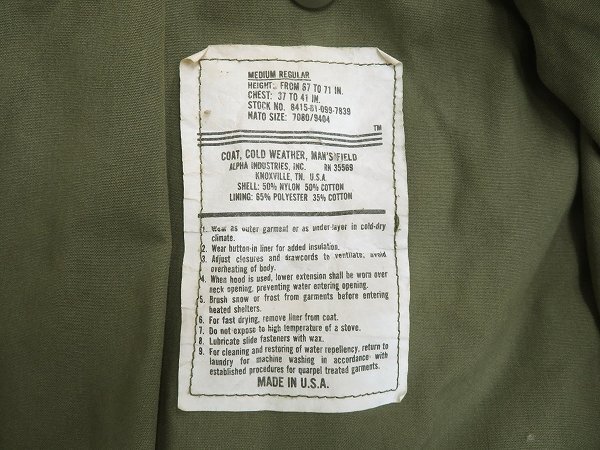 MEDIUM REGULAR
HEIGHT: FROM 67 TO 71 IN.
CHEST: 37 TO 41 IN.
STOCK NO. 8415-81-099-7839
NATO SIZE: 7080/9404
TM
COAT, COLD WEATHER, MAN'S FIELD
ALPHA INDUSTRIES, INC. RN 35569
KNOXVILLE, TN. U.S.A.
SHELL: 50% NYLON 50% COTTON
LINING: 65% POLYESTER 35% COTTON
1. Wear as outer garment or as under layer in cold-dry
climate.
2. Wear button-in liner for added insulation.
3. Adjust closures and drawcords to ventilate, avoid
overheating of body.
4. When hood is used, lower extension shall be worn over
neck opening, preventing water entering opening.
5. Brush snow or frost from garments before entering
heated shelters.
6. For fast drying, remove liner from coat.
7. Do not expose to high temperature of a stove.
8. Lubricate slide fasteners with wax.
9. For cleaning and restoring of water repellency, return to
laundry for machine washing in accordance with
established procedures for quarpel treated garments.
MADE IN U.S.A.